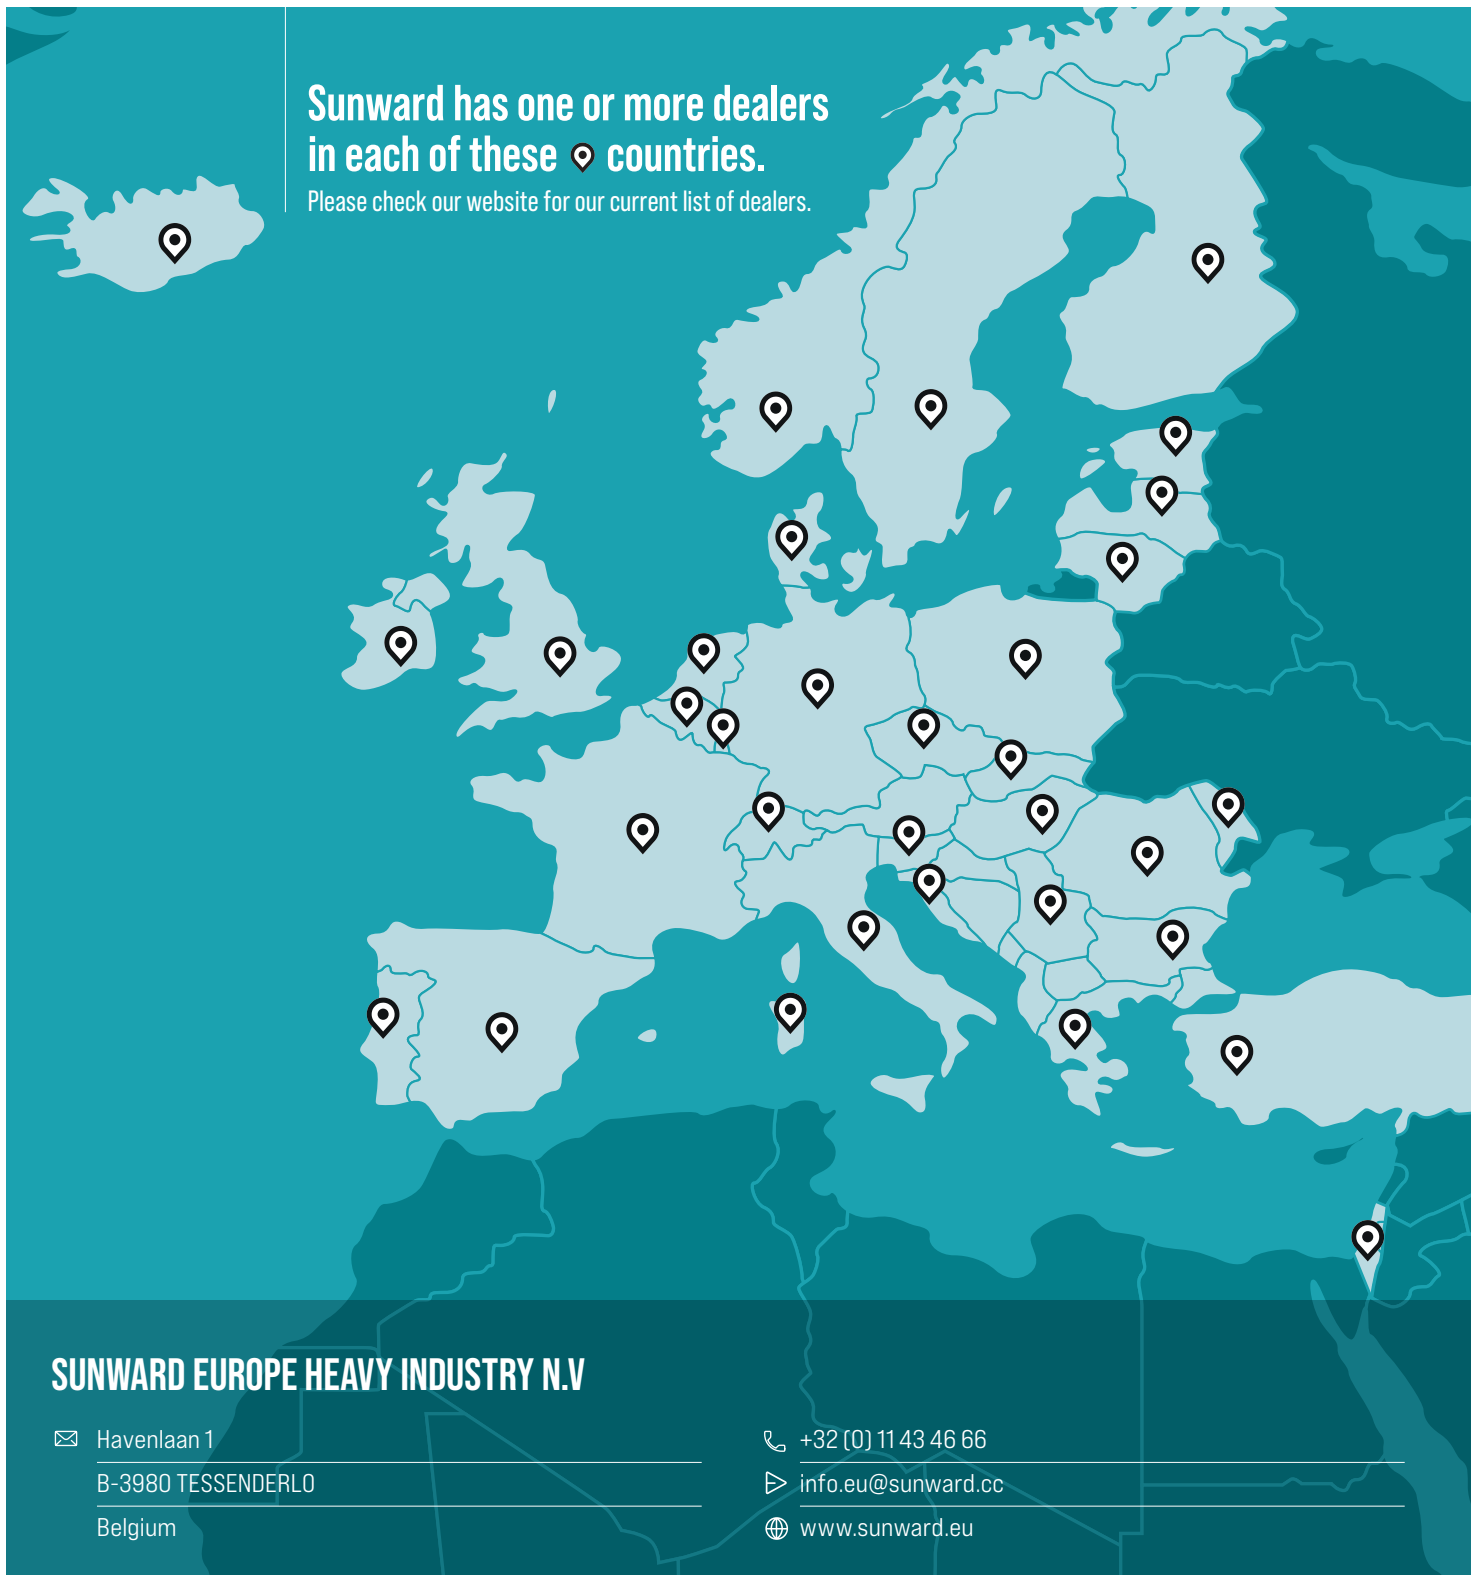 Sunward has one or more dealers
in each of these countries.
Please check our website for our current list of dealers.
SUNWARD EUROPE HEAVY INDUSTRY N.V
Havenlaan 1
B-3980 TESSENDERLO
Belgium
+32 (0) 11 43 46 66
info.eu@sunward.cc
www.sunward.eu